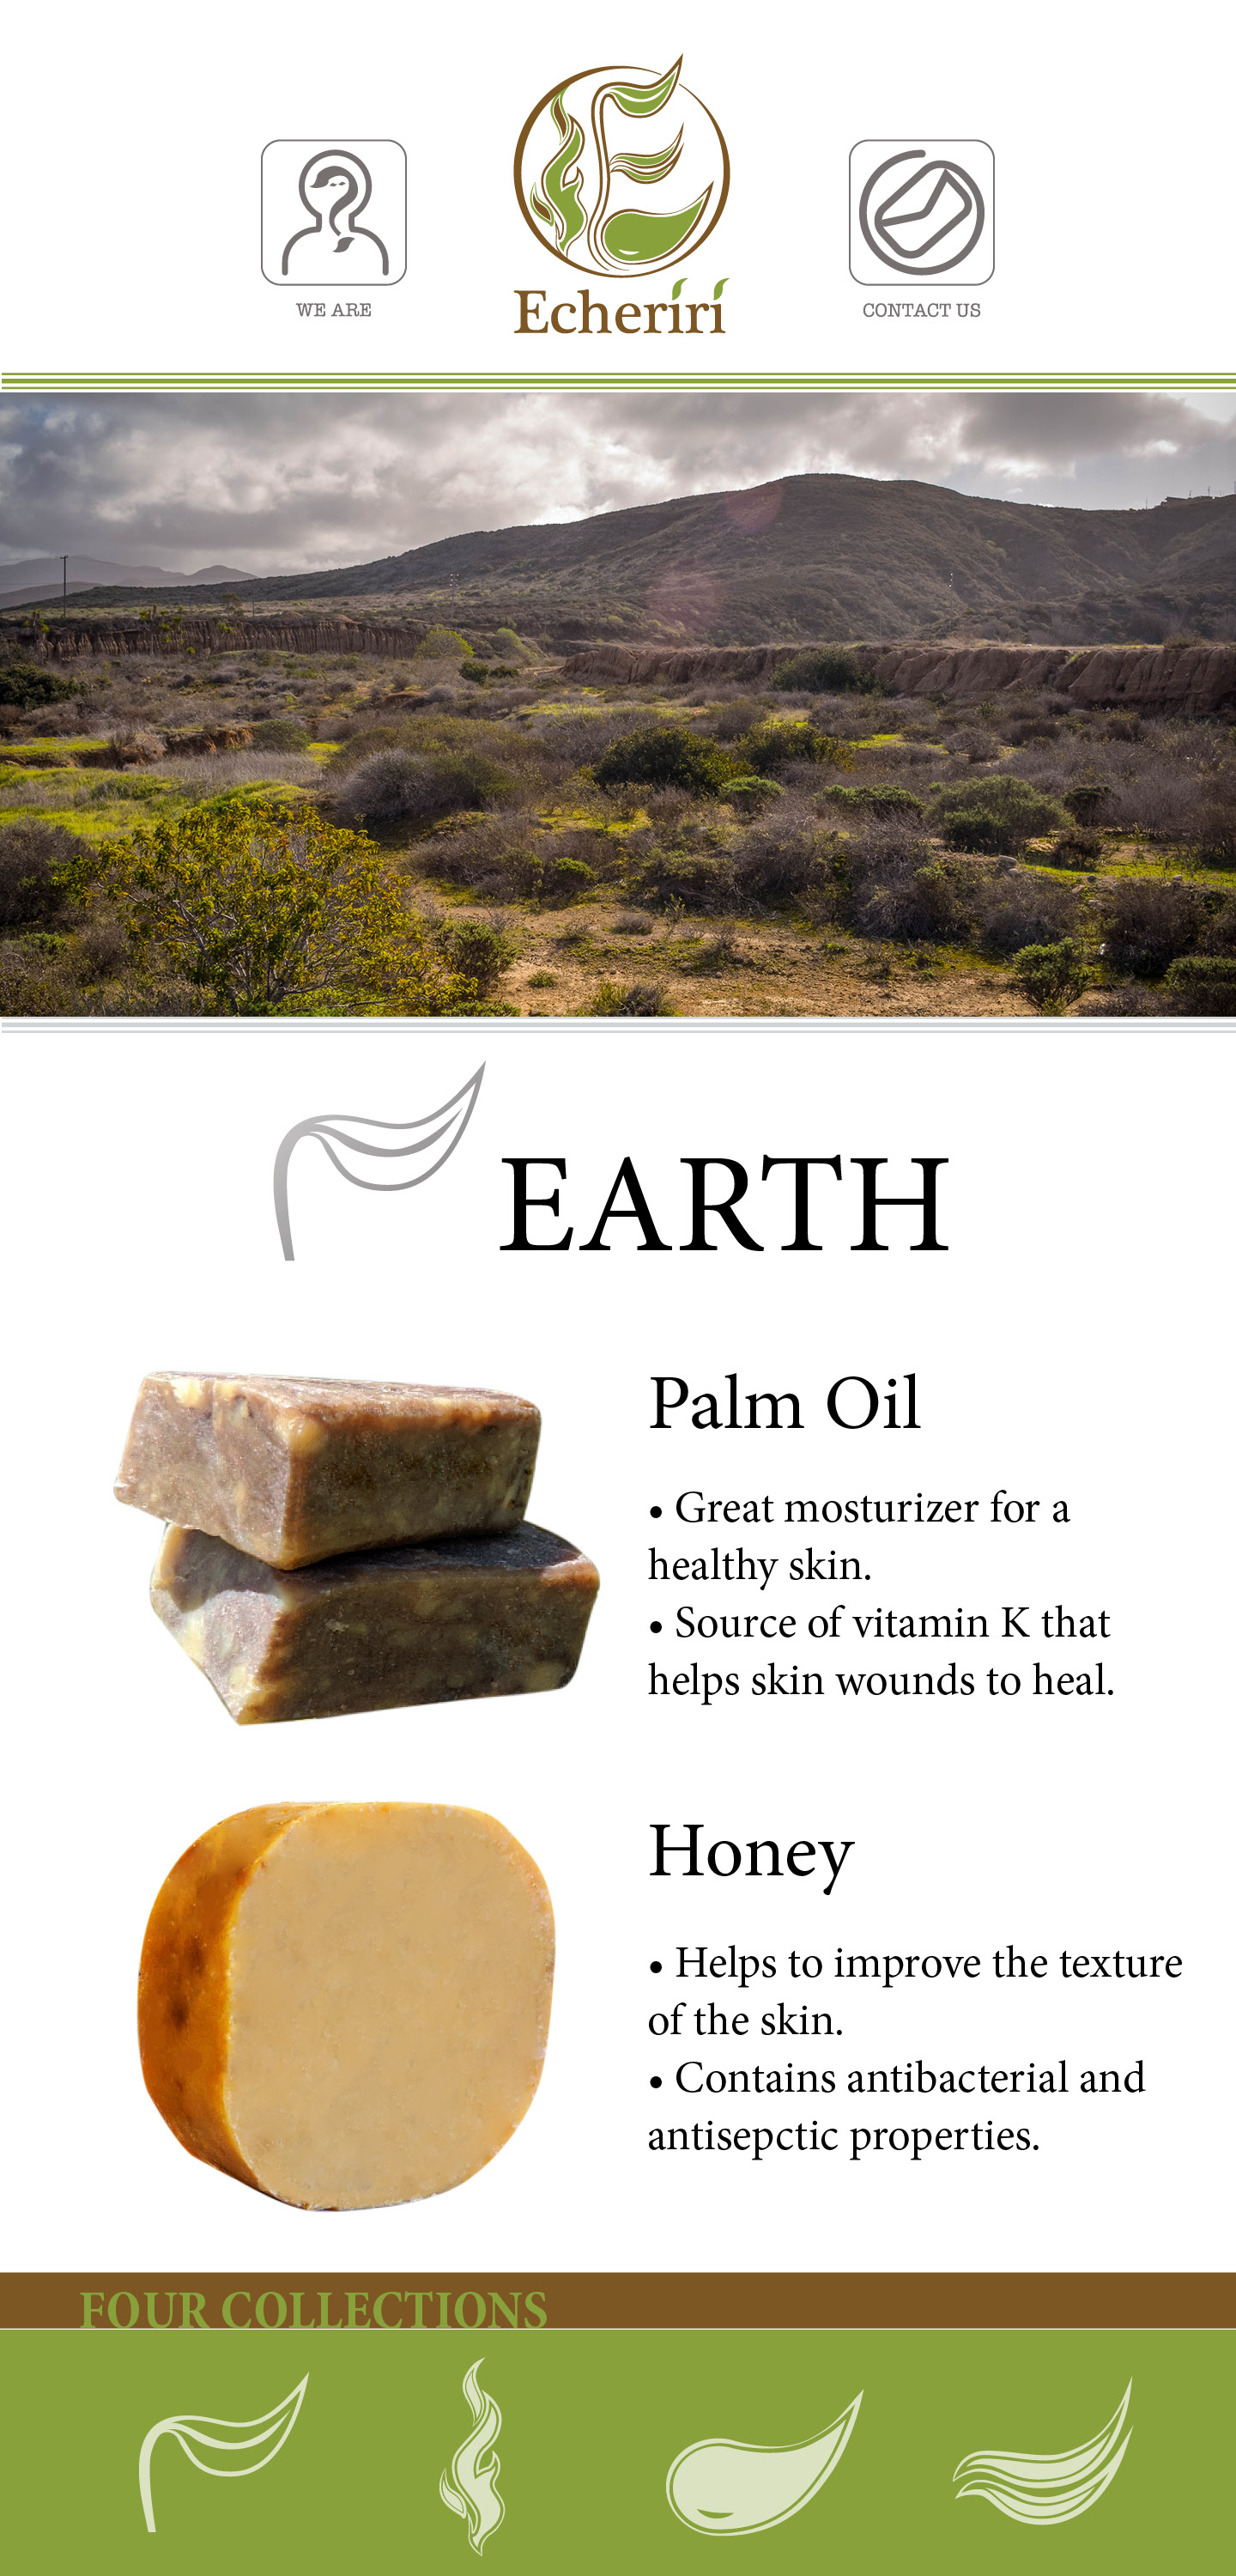 WE ARE
Echerírí
CONTACT US
EARTH
Palm Oil
• Great mosturizer for a
healthy skin.
• Source of vitamin K that
helps skin wounds to heal.
Honey
• Helps to improve the texture
of the skin.
• Contains antibacterial and
antisepctic properties.
FOUR COLLECTIONS